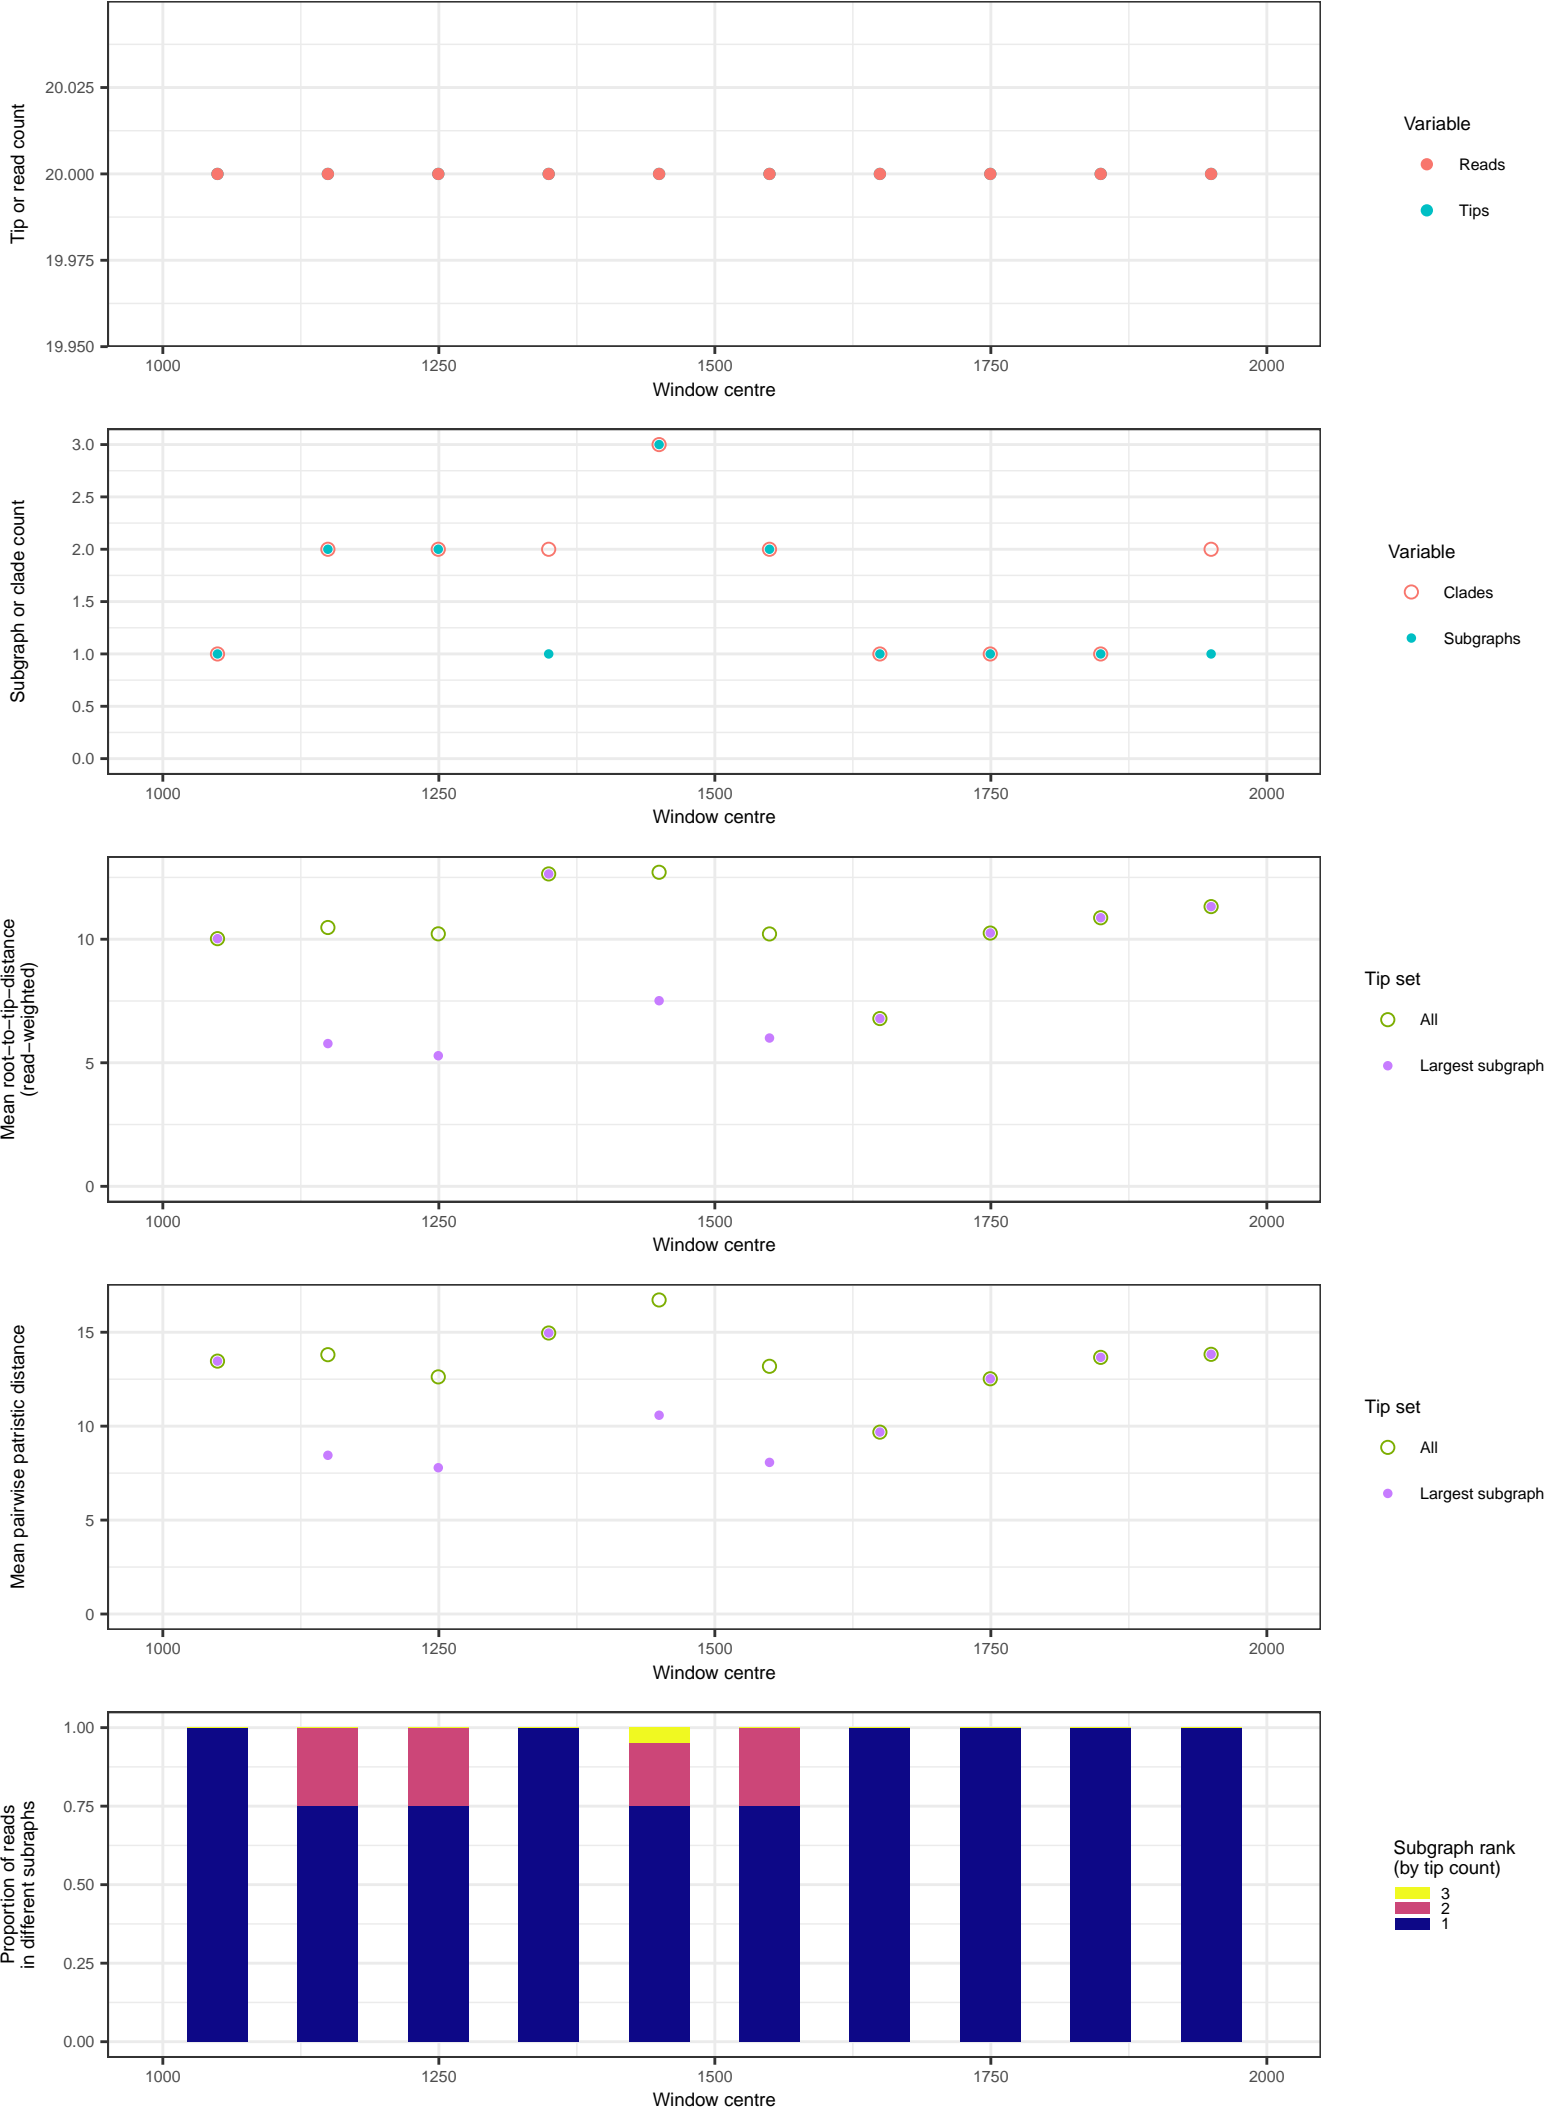 Tip or read count
20.025
20.000
19.975
19.950
1000 1250 1500 1750 2000
Window centre
Variable
Reads
Tips
Subgraph or clade count
3.0
2.5
2.0
1.5
1.0
0.5
0.0
1000 1250 1500 1750 2000
Window centre
Variable
Clades
Subgraphs
Mean root−to−tip−distance
(read−weighted)
10
5
0
1000 1250 1500 1750 2000
Window centre
Tip set
All
Largest subgraph
Mean pairwise patristic distance
15
10
5
0
1000 1250 1500 1750 2000
Window centre
Tip set
All
Largest subgraph
Proportion of reads
in different subraphs
1.00
0.75
0.50
0.25
0.00
1000 1250 1500 1750 2000
Window centre
Subgraph rank
(by tip count)
3
2
1